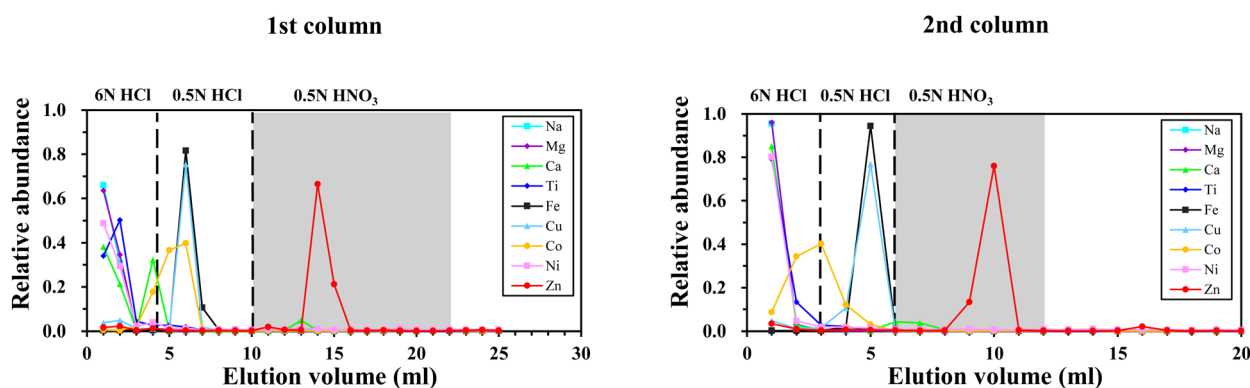 1st column
6N HCl 0.5N HCl 0.5N HNO₃
Relative abundance
1.0
0.8
0.6
0.4
0.2
0.0
Na
Mg
Ca
Ti
Fe
Cu
Co
Ni
Zn
0 5 10 15 20 25 30
Elution volume (ml)
2nd column
6N HCl 0.5N HCl 0.5N HNO₃
Relative abundance
1.0
0.8
0.6
0.4
0.2
0.0
Na
Mg
Ca
Ti
Fe
Cu
Co
Ni
Zn
0 5 10 15 20
Elution volume (ml)